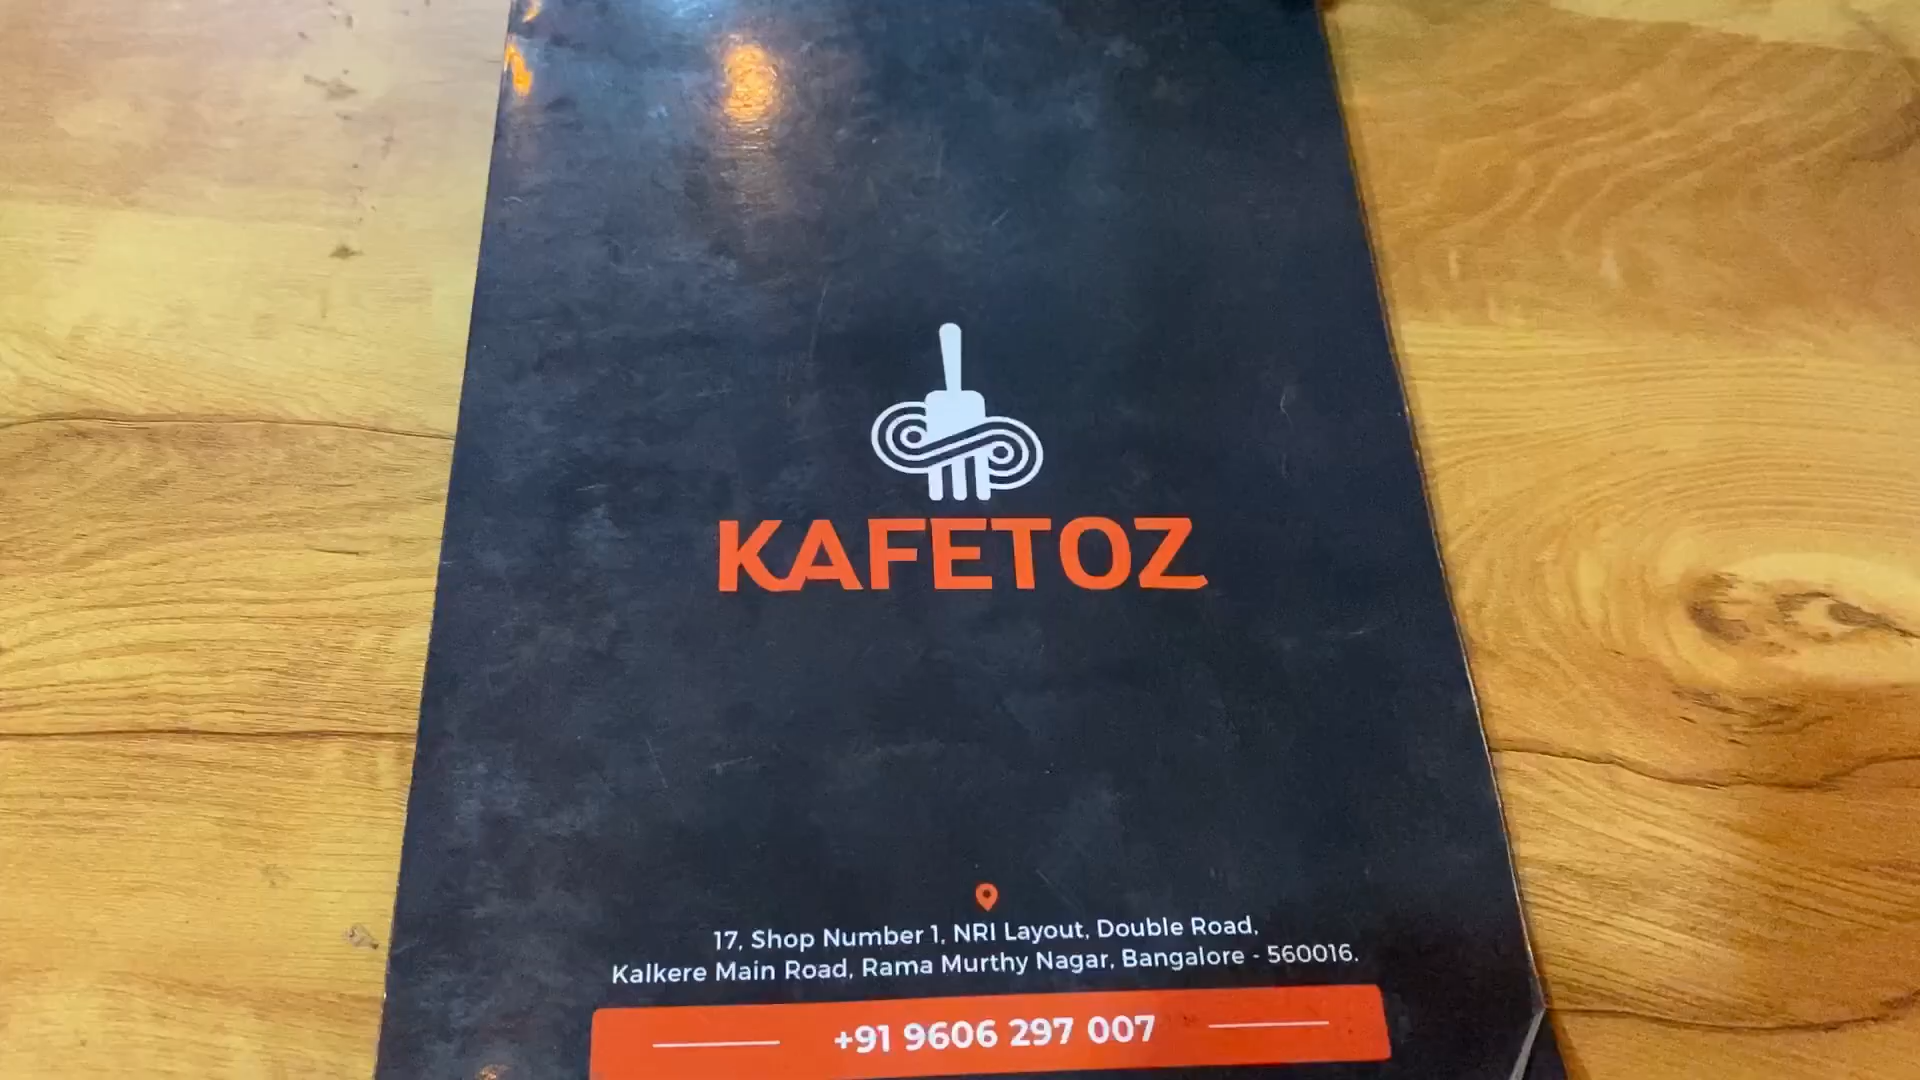 KAFETOZ
17, Shop Number 1, NRI Layout, Double Road,
Kalkere Main Road, Rama Murthy Nagar, Bangalore - 560016.
+91 9606 297 007